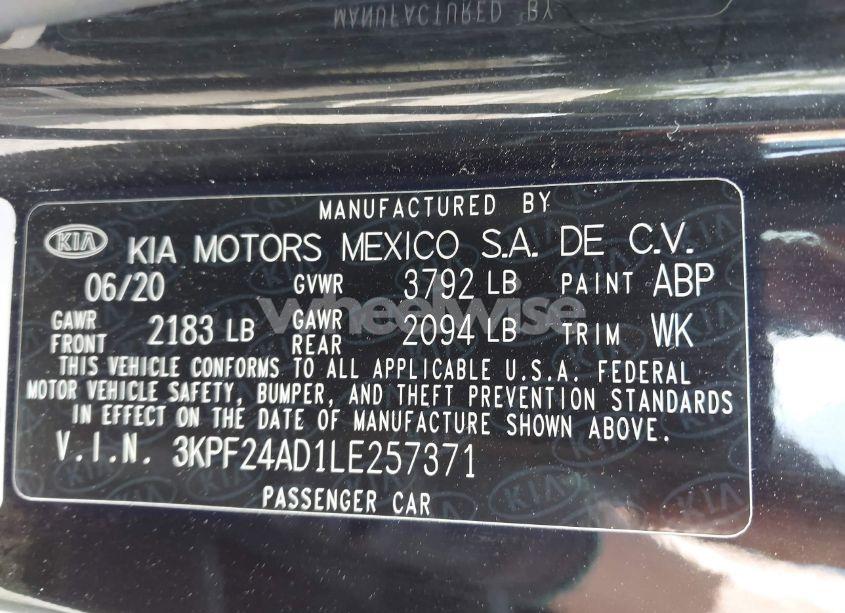 MANUFACTURED BY
MANUFACTURED BY
KIA KIA MOTORS MEXICO S.A. DE C.V.
06/20 GVWR 3792 LB PAINT ABP
GAWR FRONT 2183 LB GAWR REAR 2094 LB TRIM WK
THIS VEHICLE CONFORMS TO ALL APPLICABLE U.S.A. FEDERAL
MOTOR VEHICLE SAFETY, BUMPER, AND THEFT PREVENTION STANDARDS
IN EFFECT ON THE DATE OF MANUFACTURE SHOWN ABOVE.
V.I.N. 3KPF24AD1LE257371
PASSENGER CAR
wheelwise